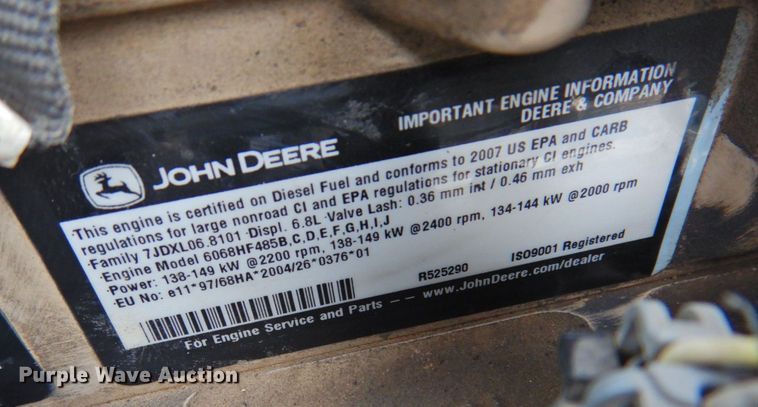 IMPORTANT ENGINE INFORMATION
DEERE & COMPANY
JOHN DEERE
This engine is certified on Diesel Fuel and conforms to 2007 US EPA and CARB
regulations for large nonroad CI and EPA regulations for stationary CI engines.
·Family 7JDXL06.8101·Displ. 6.8L·Valve Lash: 0.36 mm int / 0.46 mm exh
·Engine Model 6068HF485B,C,D,E,F,G,H,I,J
·Power: 138-149 kW @2200 rpm, 138-149 kW @2400 rpm, 134-144 kW @2000 rpm
·EU No: e11*97/68HA*2004/26*0376*01
R525290 ISO9001 Registered
For Engine Service and Parts -- www.JohnDeere.com/dealer
Purple Wave Auction